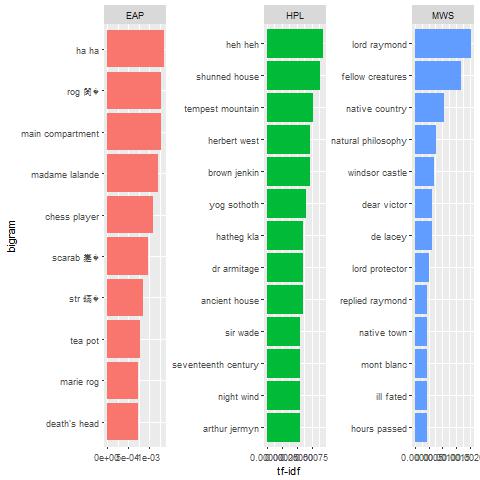 EAP
HPL
MWS
bigram
ha ha
rog
main compartment
madame lalande
chess player
scarab
str
tea pot
marie rog
death's head
heh heh
shunned house
tempest mountain
herbert west
brown jenkin
yog sothoth
hatheg kla
dr armitage
ancient house
sir wade
seventeenth century
night wind
arthur jermyn
lord raymond
fellow creatures
native country
natural philosophy
windsor castle
dear victor
de lacey
lord protector
replied raymond
native town
mont blanc
ill fated
hours passed
tf-idf